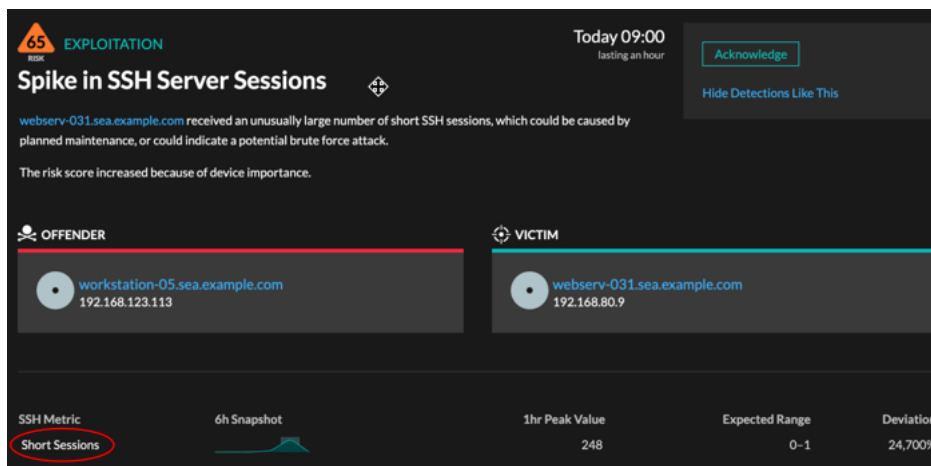 65
RISK
EXPLOITATION
Spike in SSH Server Sessions
Today 09:00
lasting an hour
Acknowledge
Hide Detections Like This
webserv-031.sea.example.com received an unusually large number of short SSH sessions, which could be caused by
planned maintenance, or could indicate a potential brute force attack.
The risk score increased because of device importance.
OFFENDER
workstation-05.sea.example.com
192.168.123.113
VICTIM
webserv-031.sea.example.com
192.168.80.9
SSH Metric 6h Snapshot 1hr Peak Value Expected Range Deviation
Short Sessions 248 0–1 24,700%